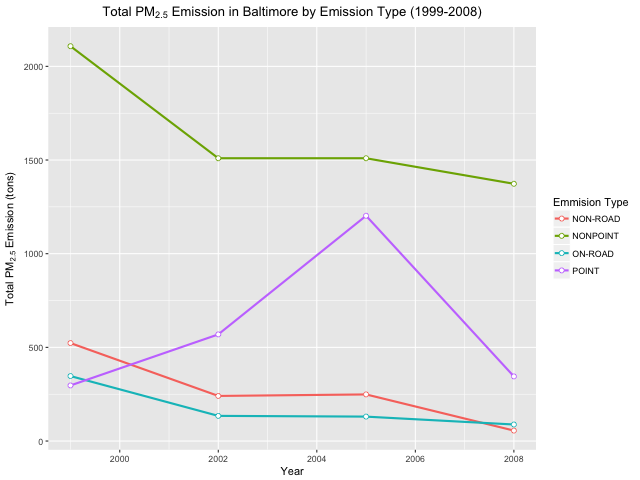 Total PM2.5 Emission in Baltimore by Emission Type (1999-2008)
Total PM2.5 Emission (tons)
2000
1500
1000
500
0
2000
2002
2004
2006
2008
Year
Emmision Type
NON-ROAD
NONPOINT
ON-ROAD
POINT